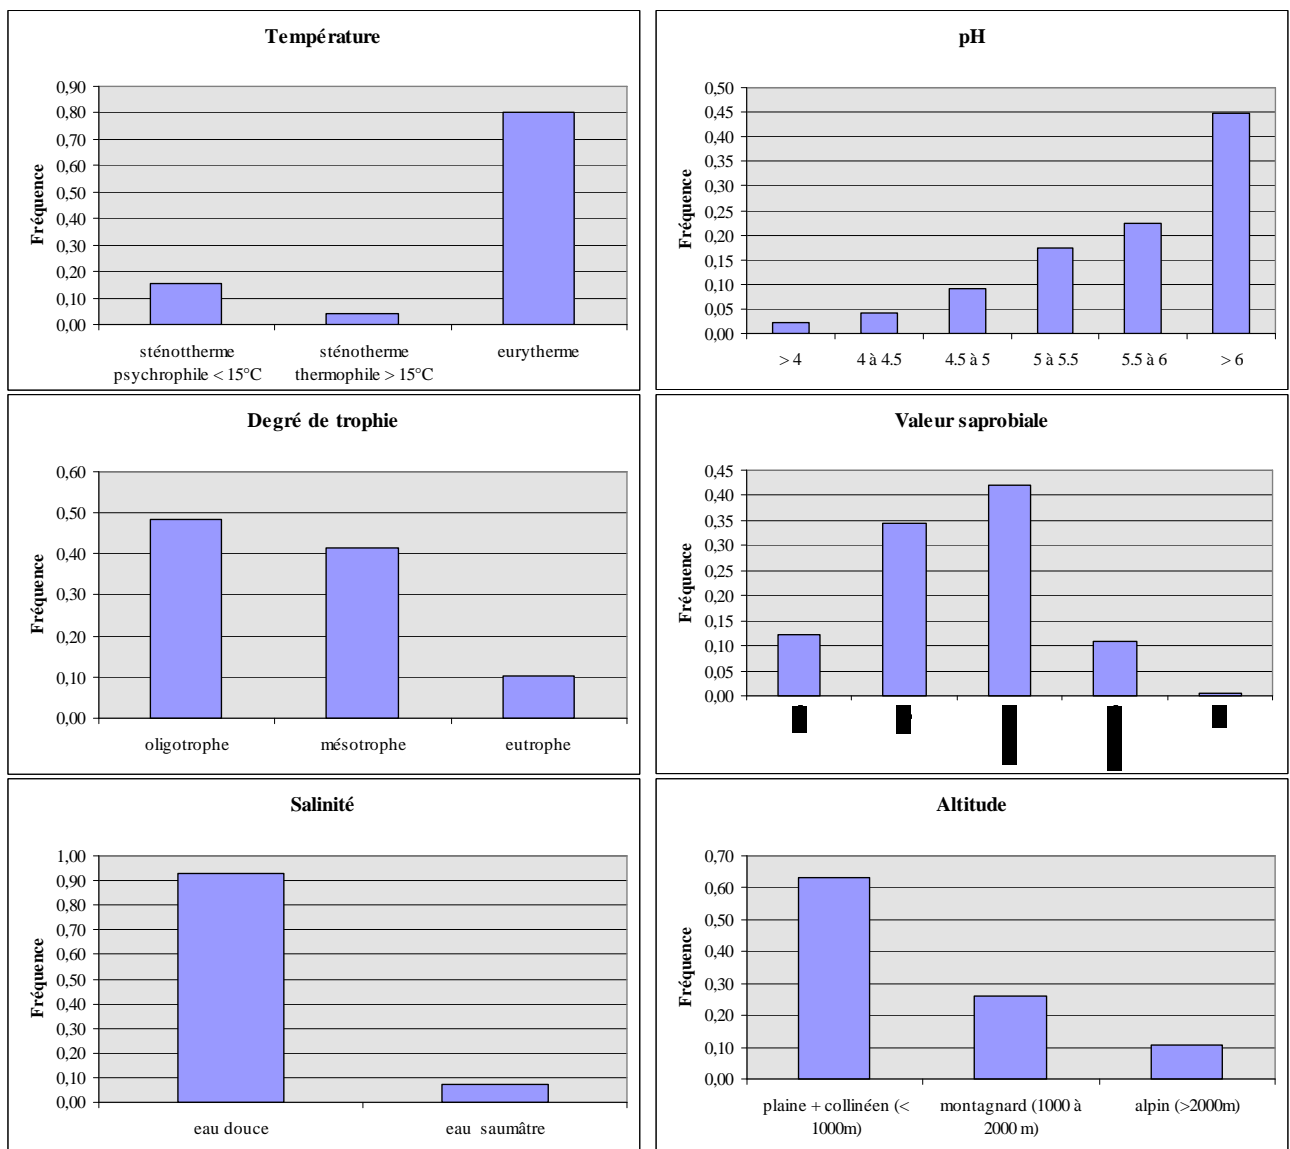 Température
Fréquence
0,90
0,80
0,70
0,60
0,50
0,40
0,30
0,20
0,10
0,00
sténottherme
psychrophile < 15°C
sténotherme
thermophile > 15°C
eurytherme
pH
Fréquence
0,50
0,45
0,40
0,35
0,30
0,25
0,20
0,15
0,10
0,05
0,00
> 4
4 à 4.5
4.5 à 5
5 à 5.5
5.5 à 6
> 6
Degré de trophie
Fréquence
0,60
0,50
0,40
0,30
0,20
0,10
0,00
oligotrophe
mésotrophe
eutrophe
Valeur saprobiale
Fréquence
0,45
0,40
0,35
0,30
0,25
0,20
0,15
0,10
0,05
0,00
Salinité
Fréquence
1,00
0,90
0,80
0,70
0,60
0,50
0,40
0,30
0,20
0,10
0,00
eau douce
eau saumâtre
Altitude
Fréquence
0,70
0,60
0,50
0,40
0,30
0,20
0,10
0,00
plaine + collinéen (<
1000m)
montagnard (1000 à
2000 m)
alpin (>2000m)